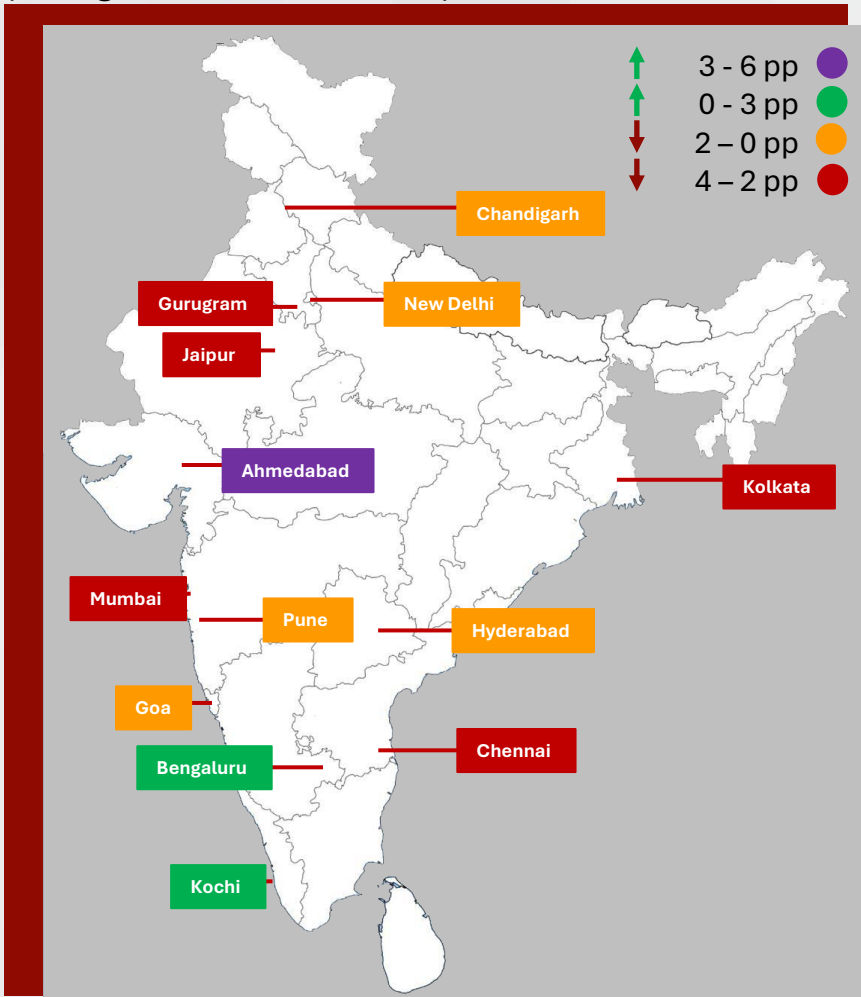 3 - 6 pp
0 - 3 pp
2 – 0 pp
4 – 2 pp
Chandigarh
Gurugram
New Delhi
Jaipur
Ahmedabad
Kolkata
Mumbai
Pune
Hyderabad
Goa
Chennai
Bengaluru
Kochi